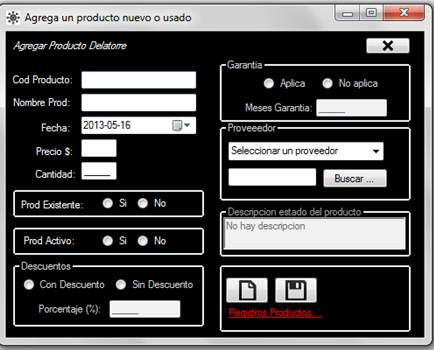 Agrega un producto nuevo o usado
Agregar Producto Delatorre
Cod Producto:
Nombre Prod:
Fecha: 2013-05-16
Precio $:
Cantidad:
Prod Existente: Si No
Prod Activo: Si No
Descuentos
Con Descuento Sin Descuento
Porcentaje (%):
Garantia
Aplica No aplica
Meses Garantia:
Proveeedor
Seleccionar un proveedor
Buscar ...
Descripcion estado del producto
No hay descripcion
Registros Productos....